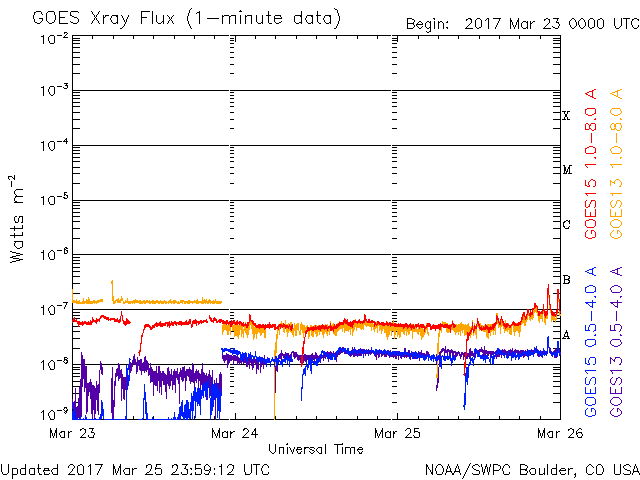 GOES Xray Flux (1-minute data)
Begin: 2017 Mar 23 0000 UTC
10⁻²
10⁻³
10⁻⁴
10⁻⁵
10⁻⁶
10⁻⁷
10⁻⁸
10⁻⁹
Watts m⁻²
X
M
C
B
A
GOES15 1.0-8.0 A
GOES13 1.0-8.0 A
GOES15 0.5-4.0 A
GOES13 0.5-4.0 A
Mar 23 Mar 24 Mar 25 Mar 26
Universal Time
Updated 2017 Mar 25 23:59:12 UTC
NOAA/SWPC Boulder, CO USA